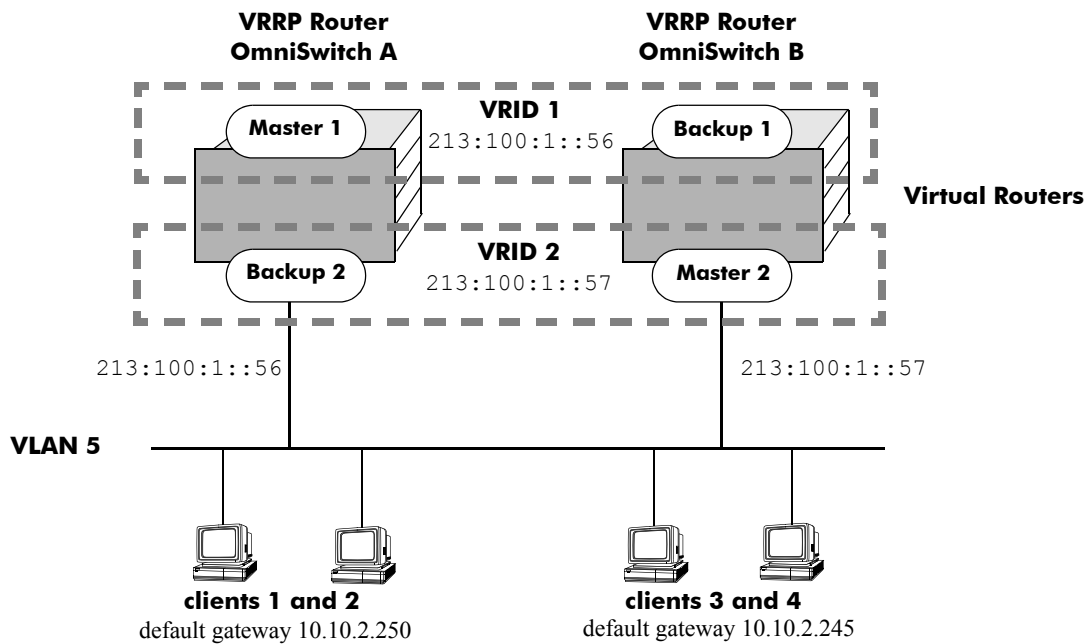 VRRP Router
OmniSwitch A
VRRP Router
OmniSwitch B
VRID 1
213:100:1::56
Master 1
Backup 1
Virtual Routers
VRID 2
213:100:1::57
Backup 2
Master 2
213:100:1::56
213:100:1::57
VLAN 5
clients 1 and 2
default gateway 10.10.2.250
clients 3 and 4
default gateway 10.10.2.245